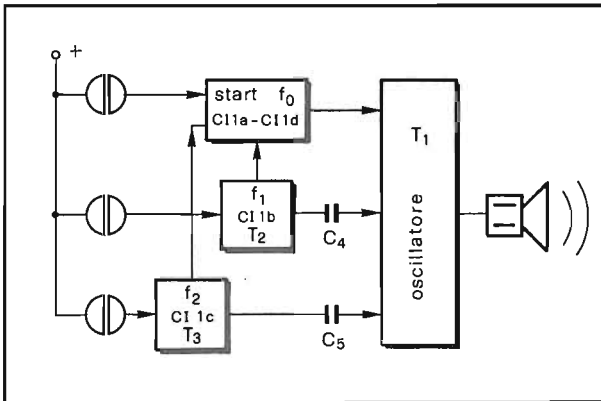 +
start f₀
CI1a-CI1d
T₁
oscillatore
f₁
CI 1b
T₂
C₄
f₂
CI 1c
T₃
C₅